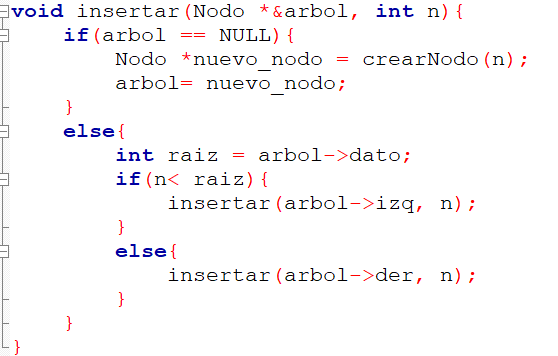 void insertar(Nodo *&arbol, int n){
    if(arbol == NULL){
        Nodo *nuevo_nodo = crearNodo(n);
        arbol= nuevo_nodo;
    }
    else{
        int raiz = arbol->dato;
        if(n< raiz){
            insertar(arbol->izq, n);
        }
        else{
            insertar(arbol->der, n);
        }
    }
}